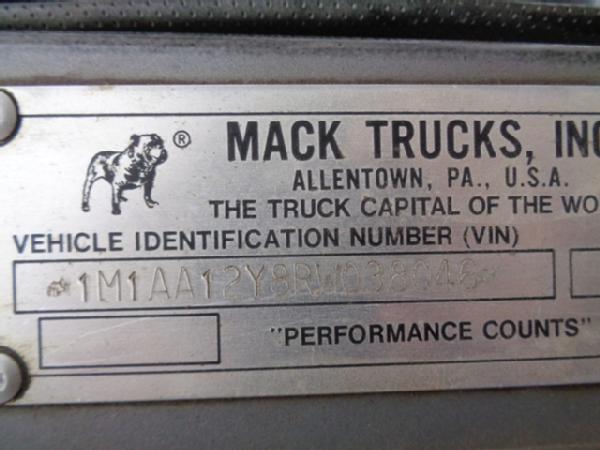 ®
MACK TRUCKS, INC
ALLENTOWN, PA., U.S.A.
THE TRUCK CAPITAL OF THE WO
VEHICLE IDENTIFICATION NUMBER (VIN)
*1M1AA12Y8RW038046*
"PERFORMANCE COUNTS"